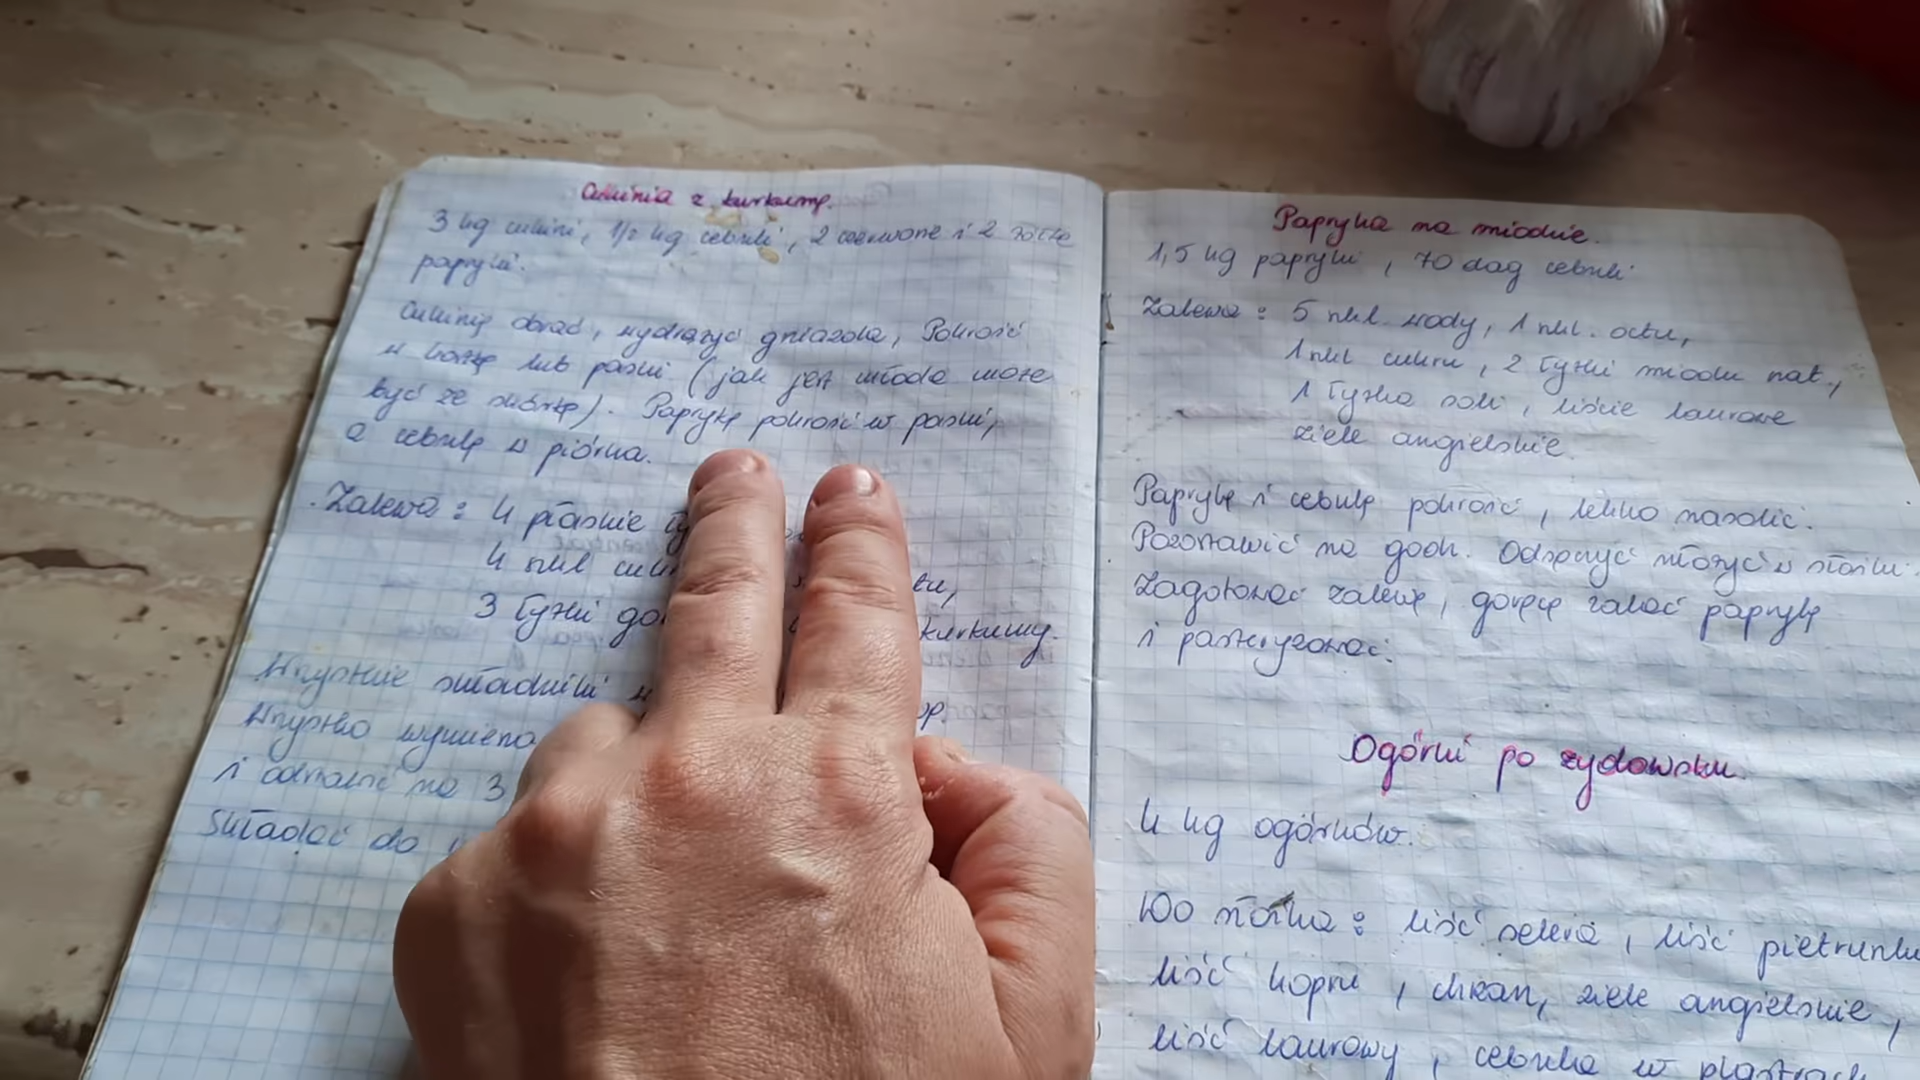 Cukinia z kurkumą.
3 kg cukini, 1/2 kg cebuli, 2 czerwone i 2 żółte
papryki.
Cukinię obrać, wydrążyć gniazda, Pokroić
w kostkę lub paski (jak jest młoda może
być ze skórką). Paprykę pokroić w paski,
a cebulę w piórka.
Zalewa: 4 płaskie
4 szkl
3 łyżki kurkumy.
Wszystkie składniki
Wszystko
i odstawić na 3
Składać do
Papryka na miodzie.
1,5 kg papryki, 70 dag cebuli
Zalewa: 5 szkl. wody, 1 szkl. octu,
1 szkl cukru, 2 łyżki miodu nat.,
1 łyżka soli, liście laurowe
ziele angielskie.
Paprykę i cebulę pokroić, lekko nasolić.
Pozostawić na godz. Odsączyć włożyć w słoiki.
Zagotować zalewę, gorącą zalać paprykę
i pasteryzować.
Ogórki po żydowsku.
4 kg ogórków.
Do słoika: liść selera, liść pietruszki
liść kopru, chrzan, ziele angielskie,
liść laurowy, cebulka w plastrach